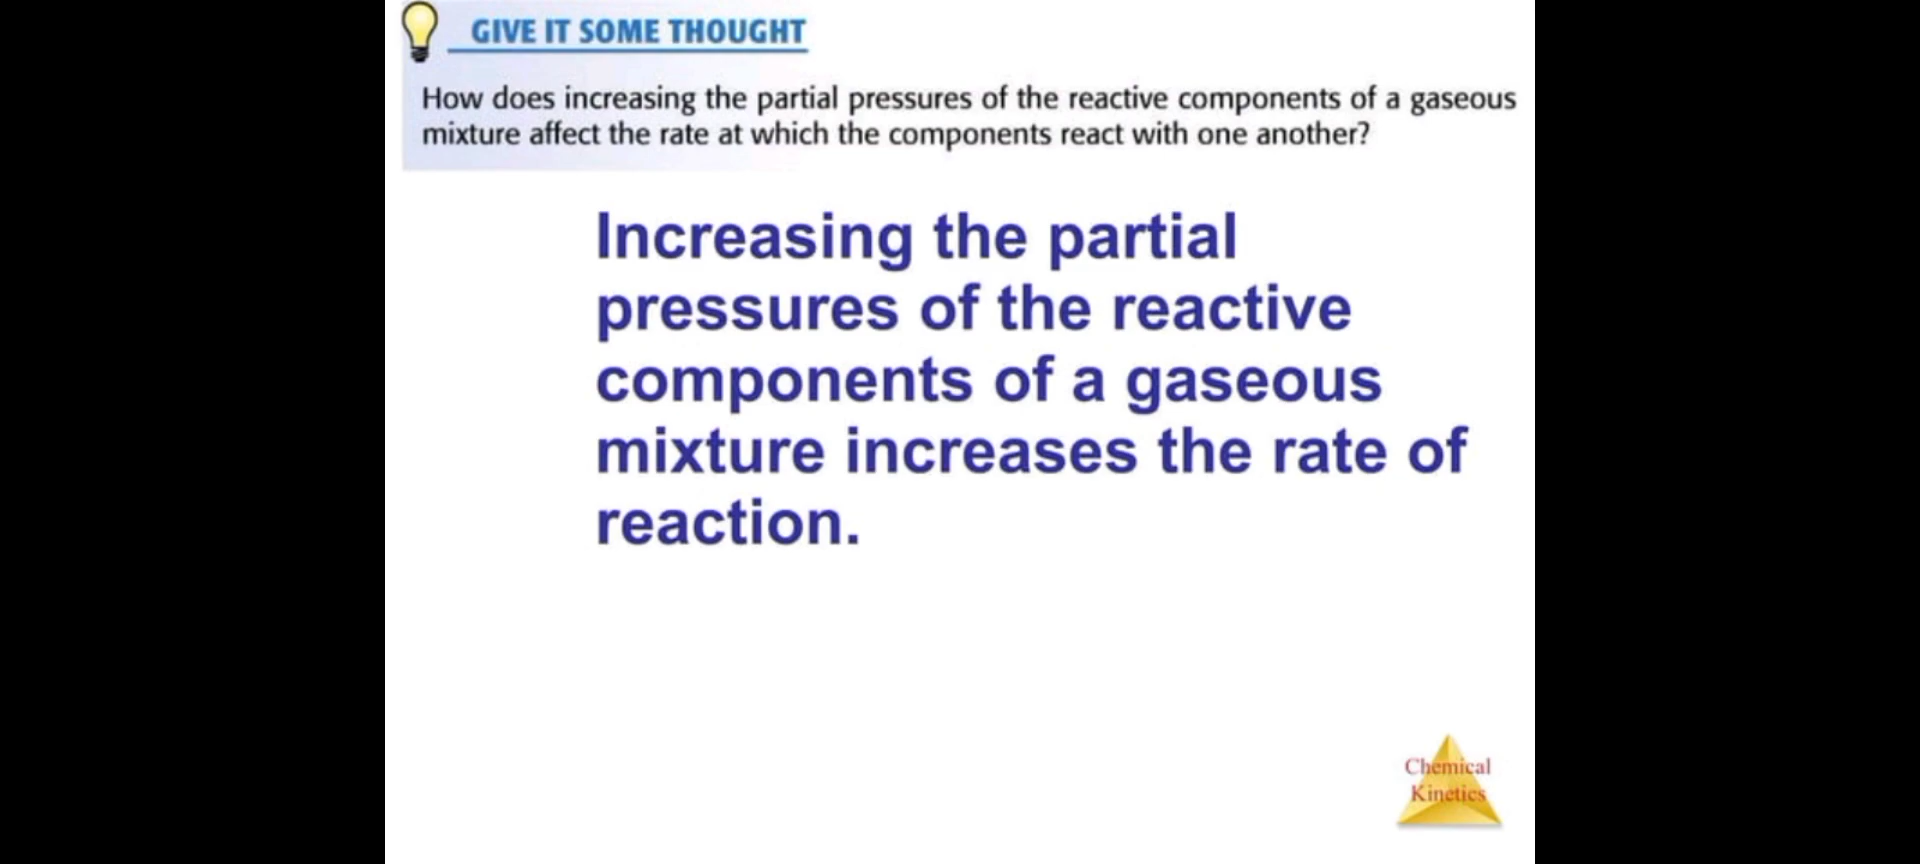 GIVE IT SOME THOUGHT
How does increasing the partial pressures of the reactive components of a gaseous
mixture affect the rate at which the components react with one another?
Increasing the partial
pressures of the reactive
components of a gaseous
mixture increases the rate of
reaction.
Chemical
Kinetics